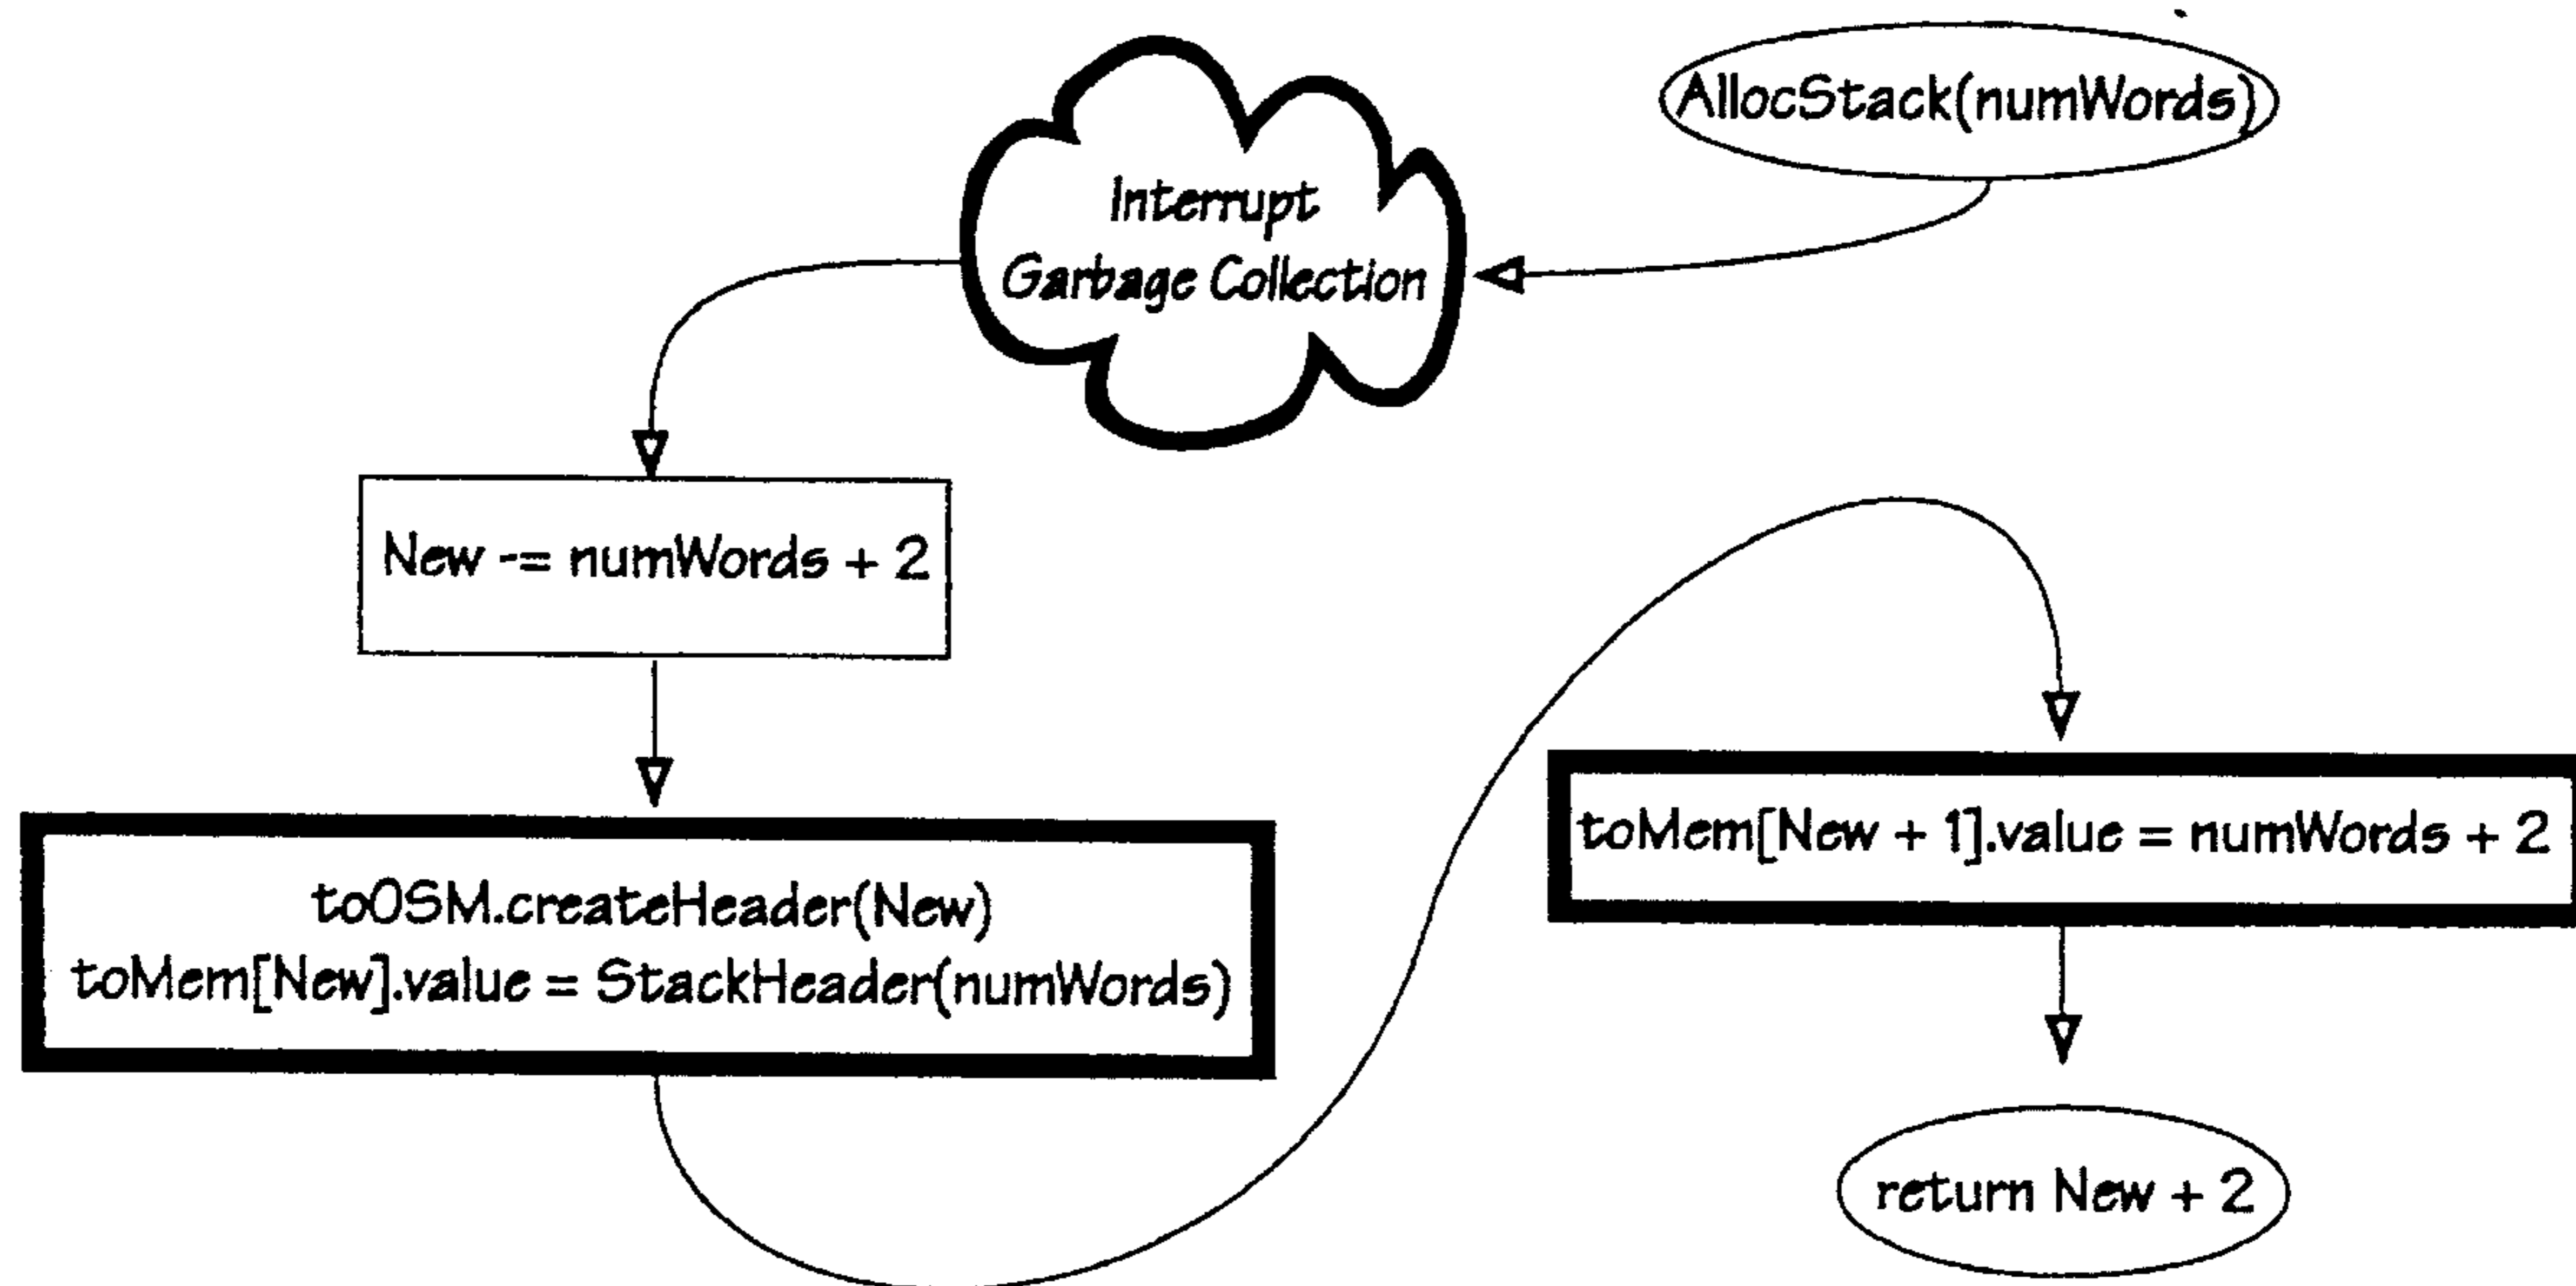 AllocStack(numWords)
Interrupt
Garbage Collection
New -= numWords + 2
toOSM.createHeader(New)
toMem[New].value = StackHeader(numWords)
toMem[New + 1].value = numWords + 2
return New + 2